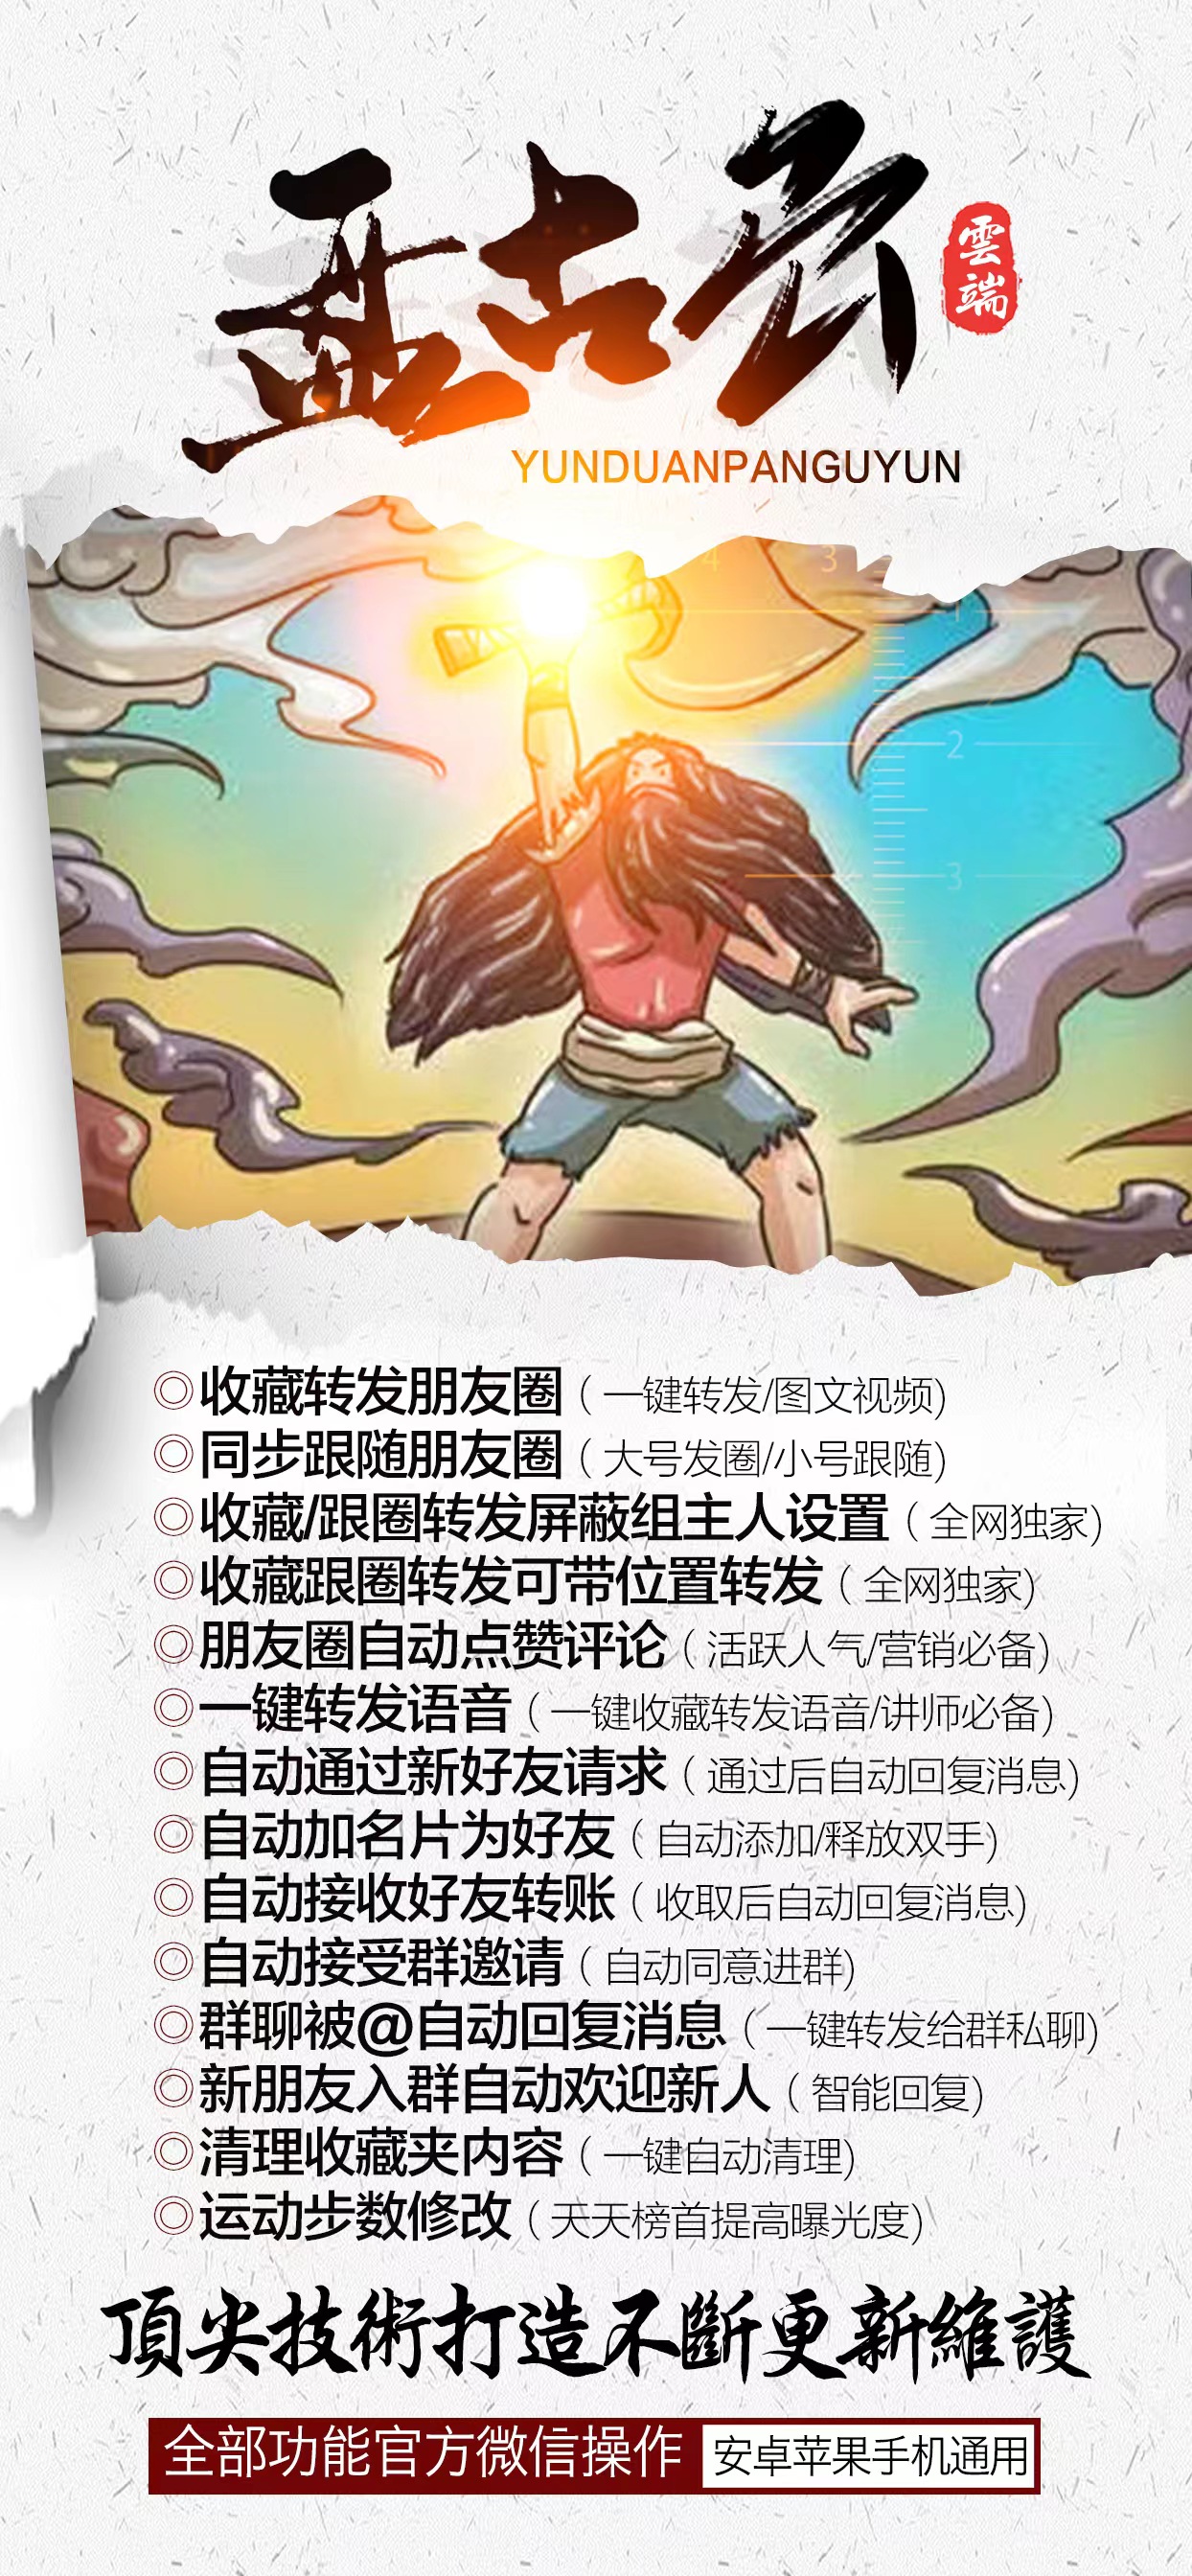 盘古云
雲端
YUNDUANPANGUYUN
4 3
1
2
3
◎收藏转发朋友圈（一键转发/图文视频)
◎同步跟随朋友圈（大号发圈/小号跟随)
◎收藏/跟圈转发屏蔽组主人设置（全网独家)
◎收藏跟圈转发可带位置转发（全网独家)
◎朋友圈自动点赞评论（活跃人气/营销必备)
◎一键转发语音（一键收藏转发语音/讲师必备)
◎自动通过新好友请求（通过后自动回复消息)
◎自动加名片为好友（自动添加/释放双手)
◎自动接收好友转账（收取后自动回复消息)
◎自动接受群邀请（自动同意进群)
◎群聊被@自动回复消息（一键转发给群私聊)
◎新朋友入群自动欢迎新人（智能回复)
◎清理收藏夹内容（一键自动清理)
◎运动步数修改（天天榜首提高曝光度)
頂尖技術打造不斷更新維護
全部功能官方微信操作 安卓苹果手机通用